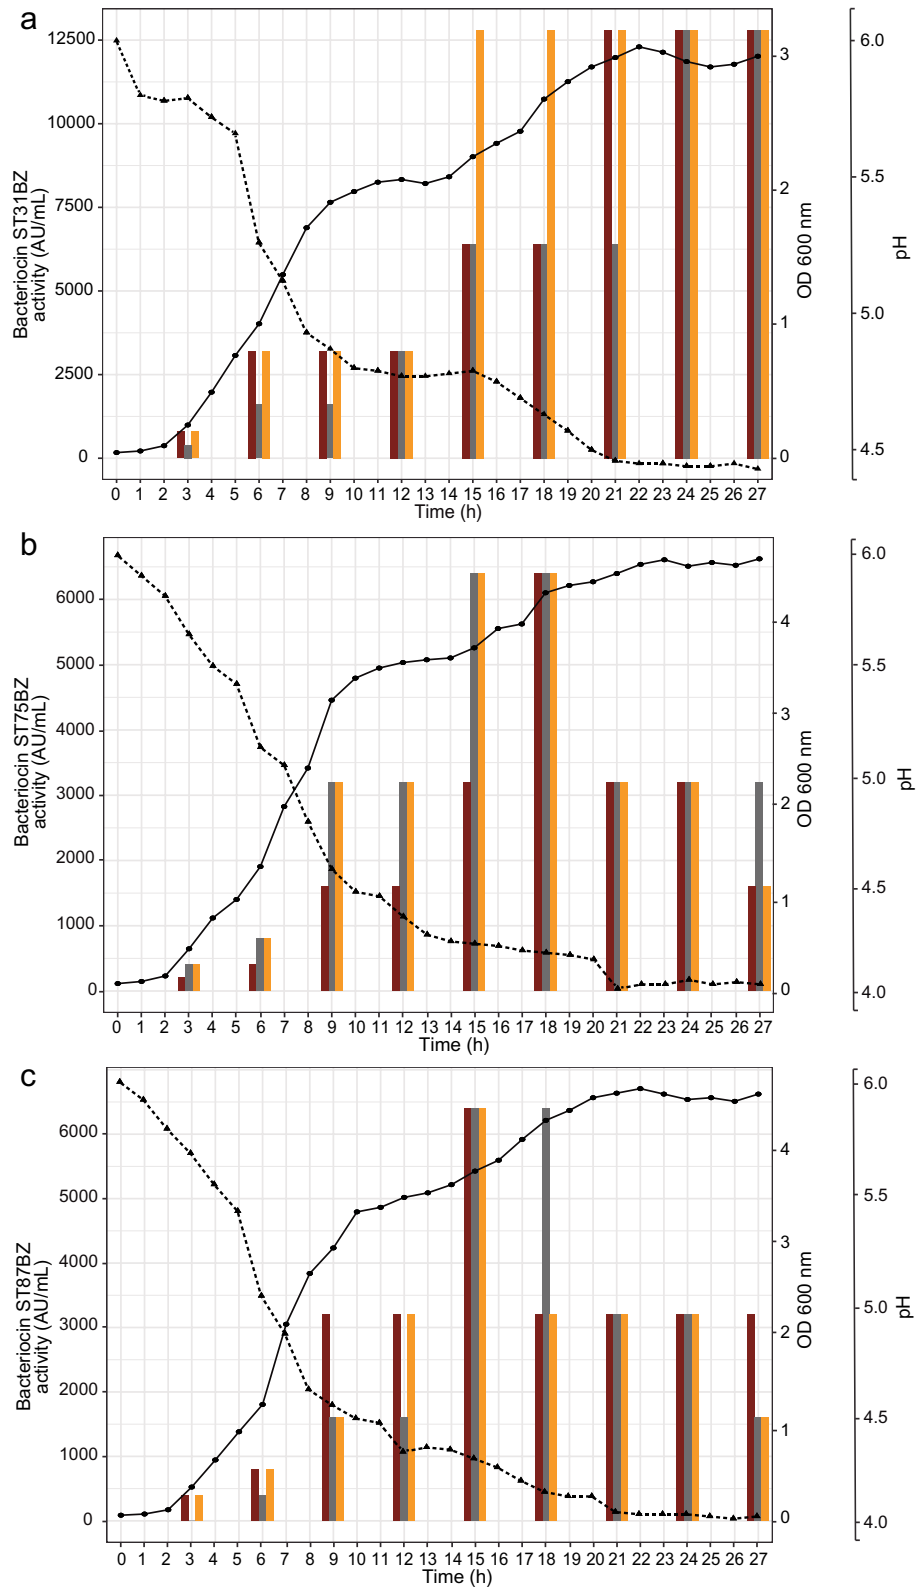 a
12500
10000
7500
5000
2500
0
Bacteriocin ST31BZ
activity (AU/mL)
3
2
1
0
OD 600 nm
6.0
5.5
5.0
4.5
pH
0 1 2 3 4 5 6 7 8 9 10 11 12 13 14 15 16 17 18 19 20 21 22 23 24 25 26 27
Time (h)
b
6000
5000
4000
3000
2000
1000
0
Bacteriocin ST75BZ
activity (AU/mL)
4
3
2
1
0
OD 600 nm
6.0
5.5
5.0
4.5
4.0
pH
0 1 2 3 4 5 6 7 8 9 10 11 12 13 14 15 16 17 18 19 20 21 22 23 24 25 26 27
Time (h)
c
6000
5000
4000
3000
2000
1000
0
Bacteriocin ST87BZ
activity (AU/mL)
4
3
2
1
0
OD 600 nm
6.0
5.5
5.0
4.5
4.0
pH
0 1 2 3 4 5 6 7 8 9 10 11 12 13 14 15 16 17 18 19 20 21 22 23 24 25 26 27
Time (h)